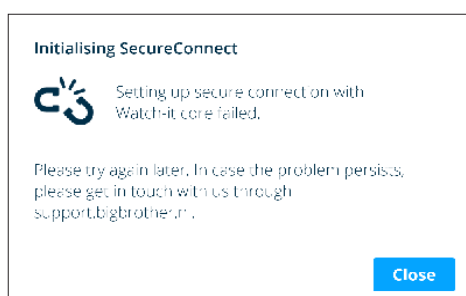 Initialising SecureConnect
Setting up secure connection with
Watch-it core failed.
Please try again later. In case the problem persists,
please get in touch with us through
Close